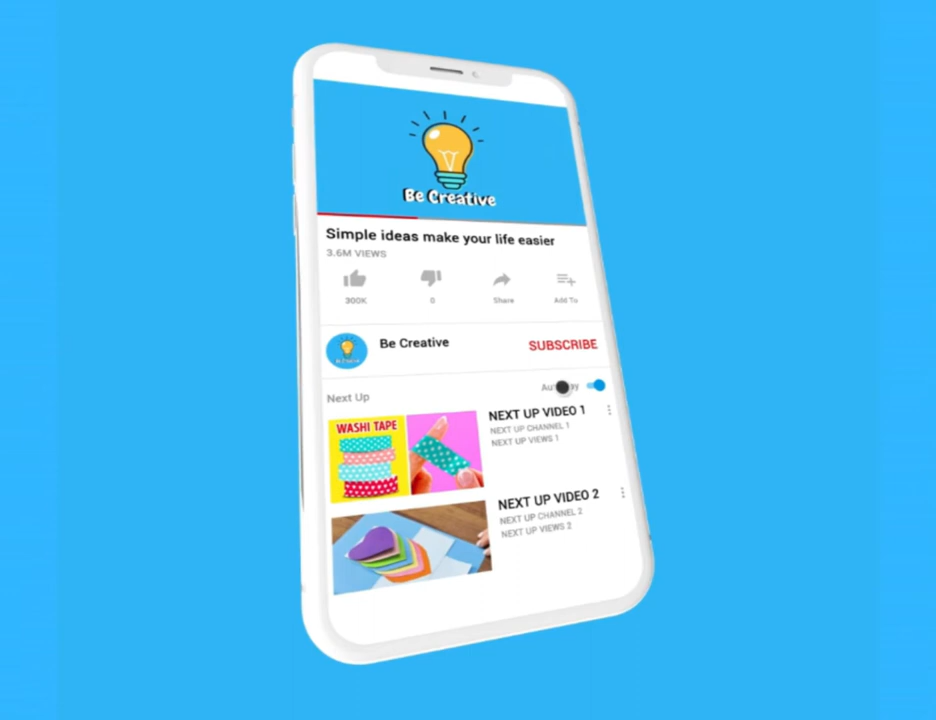 Be Creative
Simple ideas make your life easier
3.6M VIEWS
300K
0
Share
Add To
Be Creative
SUBSCRIBE
Next Up
WASHI TAPE
NEXT UP VIDEO 1
NEXT UP CHANNEL 1
NEXT UP VIEWS 1
NEXT UP VIDEO 2
NEXT UP CHANNEL 2
NEXT UP VIEWS 2